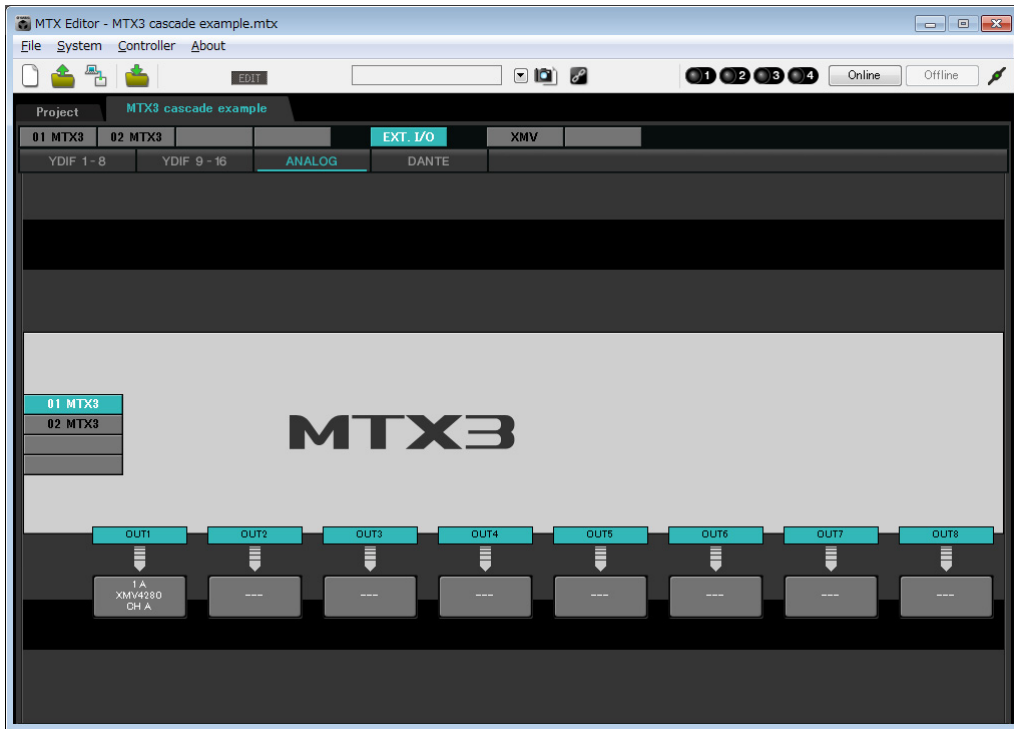 MTX Editor - MTX3 cascade example.mtx
File System Controller About
EDIT
1 2 3 4 Online Offline
Project MTX3 cascade example
01 MTX3 02 MTX3 EXT. I/O XMV
YDIF 1-8 YDIF 9-16 ANALOG DANTE
01 MTX3
02 MTX3
MTX3
OUT1 OUT2 OUT3 OUT4 OUT5 OUT6 OUT7 OUT8
1 A
XMV4280
CH A
--- --- --- --- --- --- ---